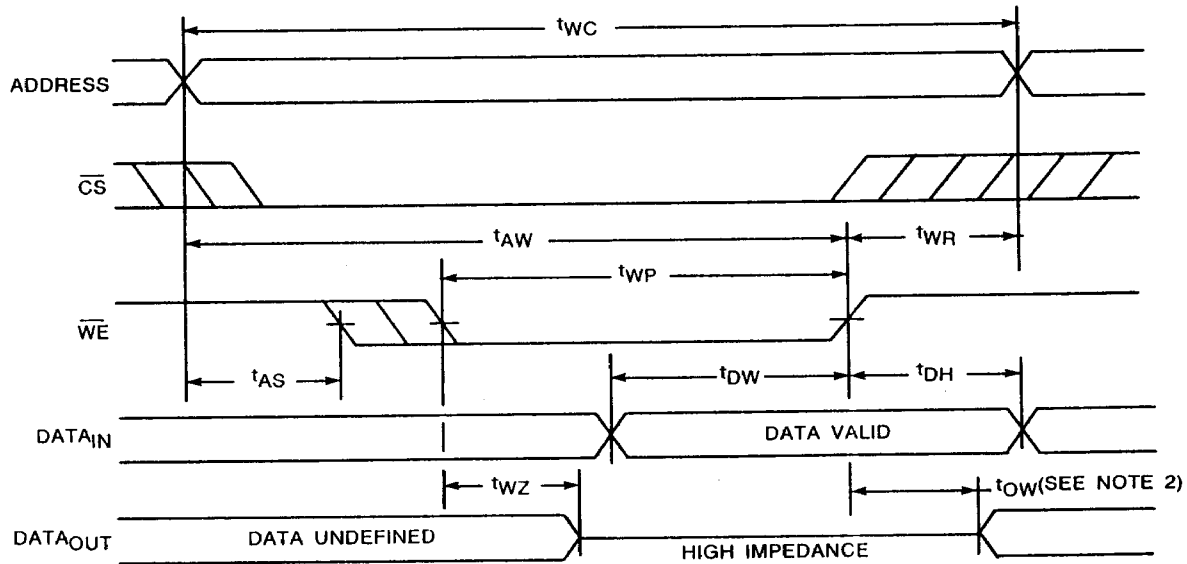 tWC
ADDRESS
CS
tAW
tWR
tWP
WE
tAS
tDW
tDH
DATAIN
DATA VALID
tWZ
tOW(SEE NOTE 2)
DATAOUT
DATA UNDEFINED
HIGH IMPEDANCE